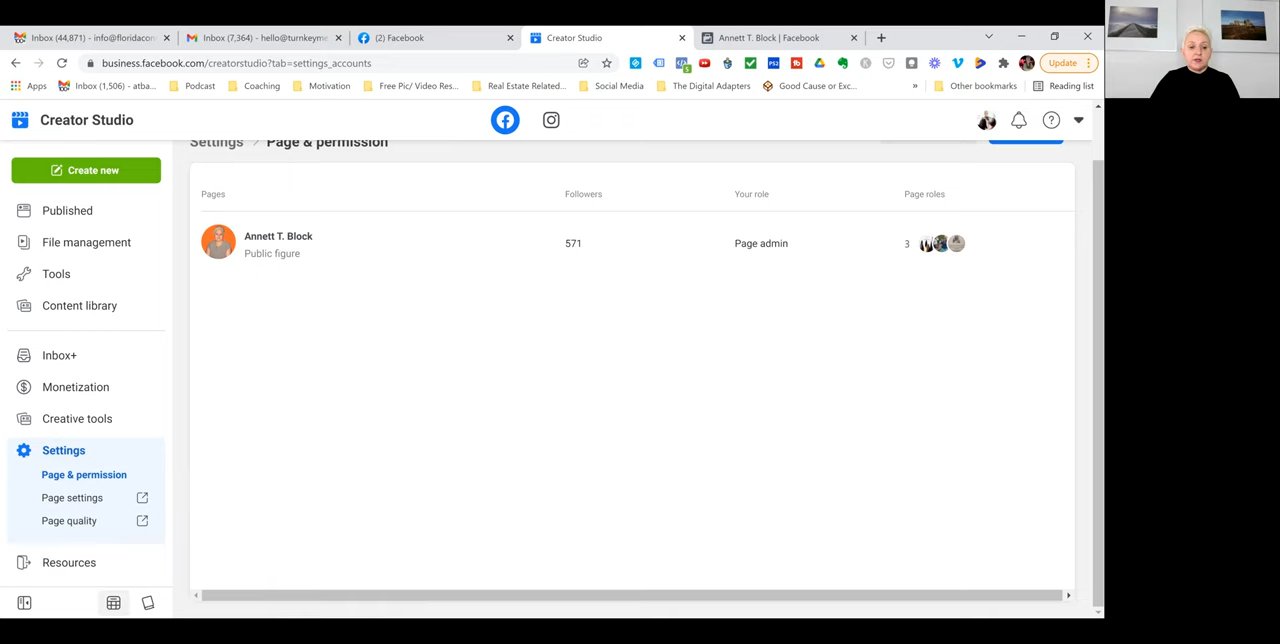 Inbox (44,871) - info@floridacon
Inbox (7,364) - hello@turnkeyme
(2) Facebook
Creator Studio
Annett T. Block | Facebook
business.facebook.com/creatorstudio?tab=settings_accounts
Update
Apps
Inbox (1,506) - atba...
Podcast
Coaching
Motivation
Free Pic/ Video Res...
Real Estate Related...
Social Media
The Digital Adapters
Good Cause or Exc...
»
Other bookmarks
Reading list
Creator Studio
Settings
Page & permission
Create new
Published
File management
Tools
Content library
Inbox+
Monetization
Creative tools
Settings
Page & permission
Page settings
Page quality
Resources
Pages
Followers
Your role
Page roles
Annett T. Block
Public figure
571
Page admin
3